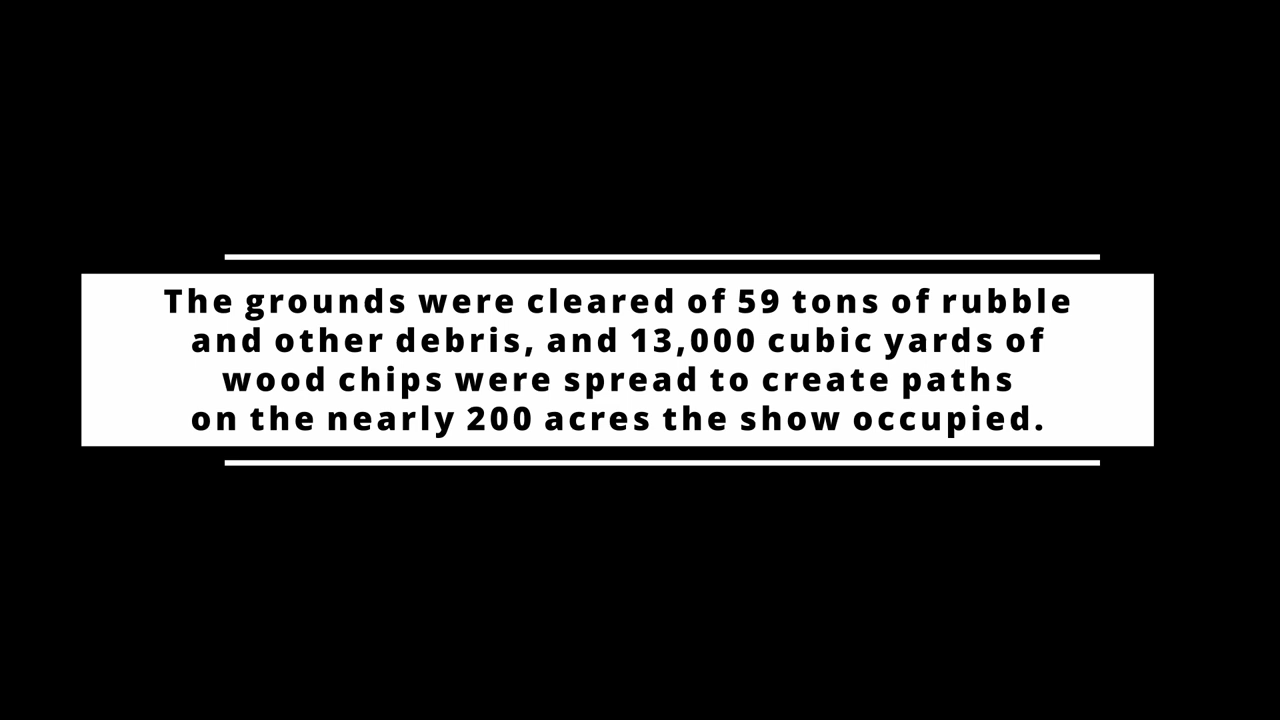 The grounds were cleared of 59 tons of rubble
and other debris, and 13,000 cubic yards of
wood chips were spread to create paths
on the nearly 200 acres the show occupied.